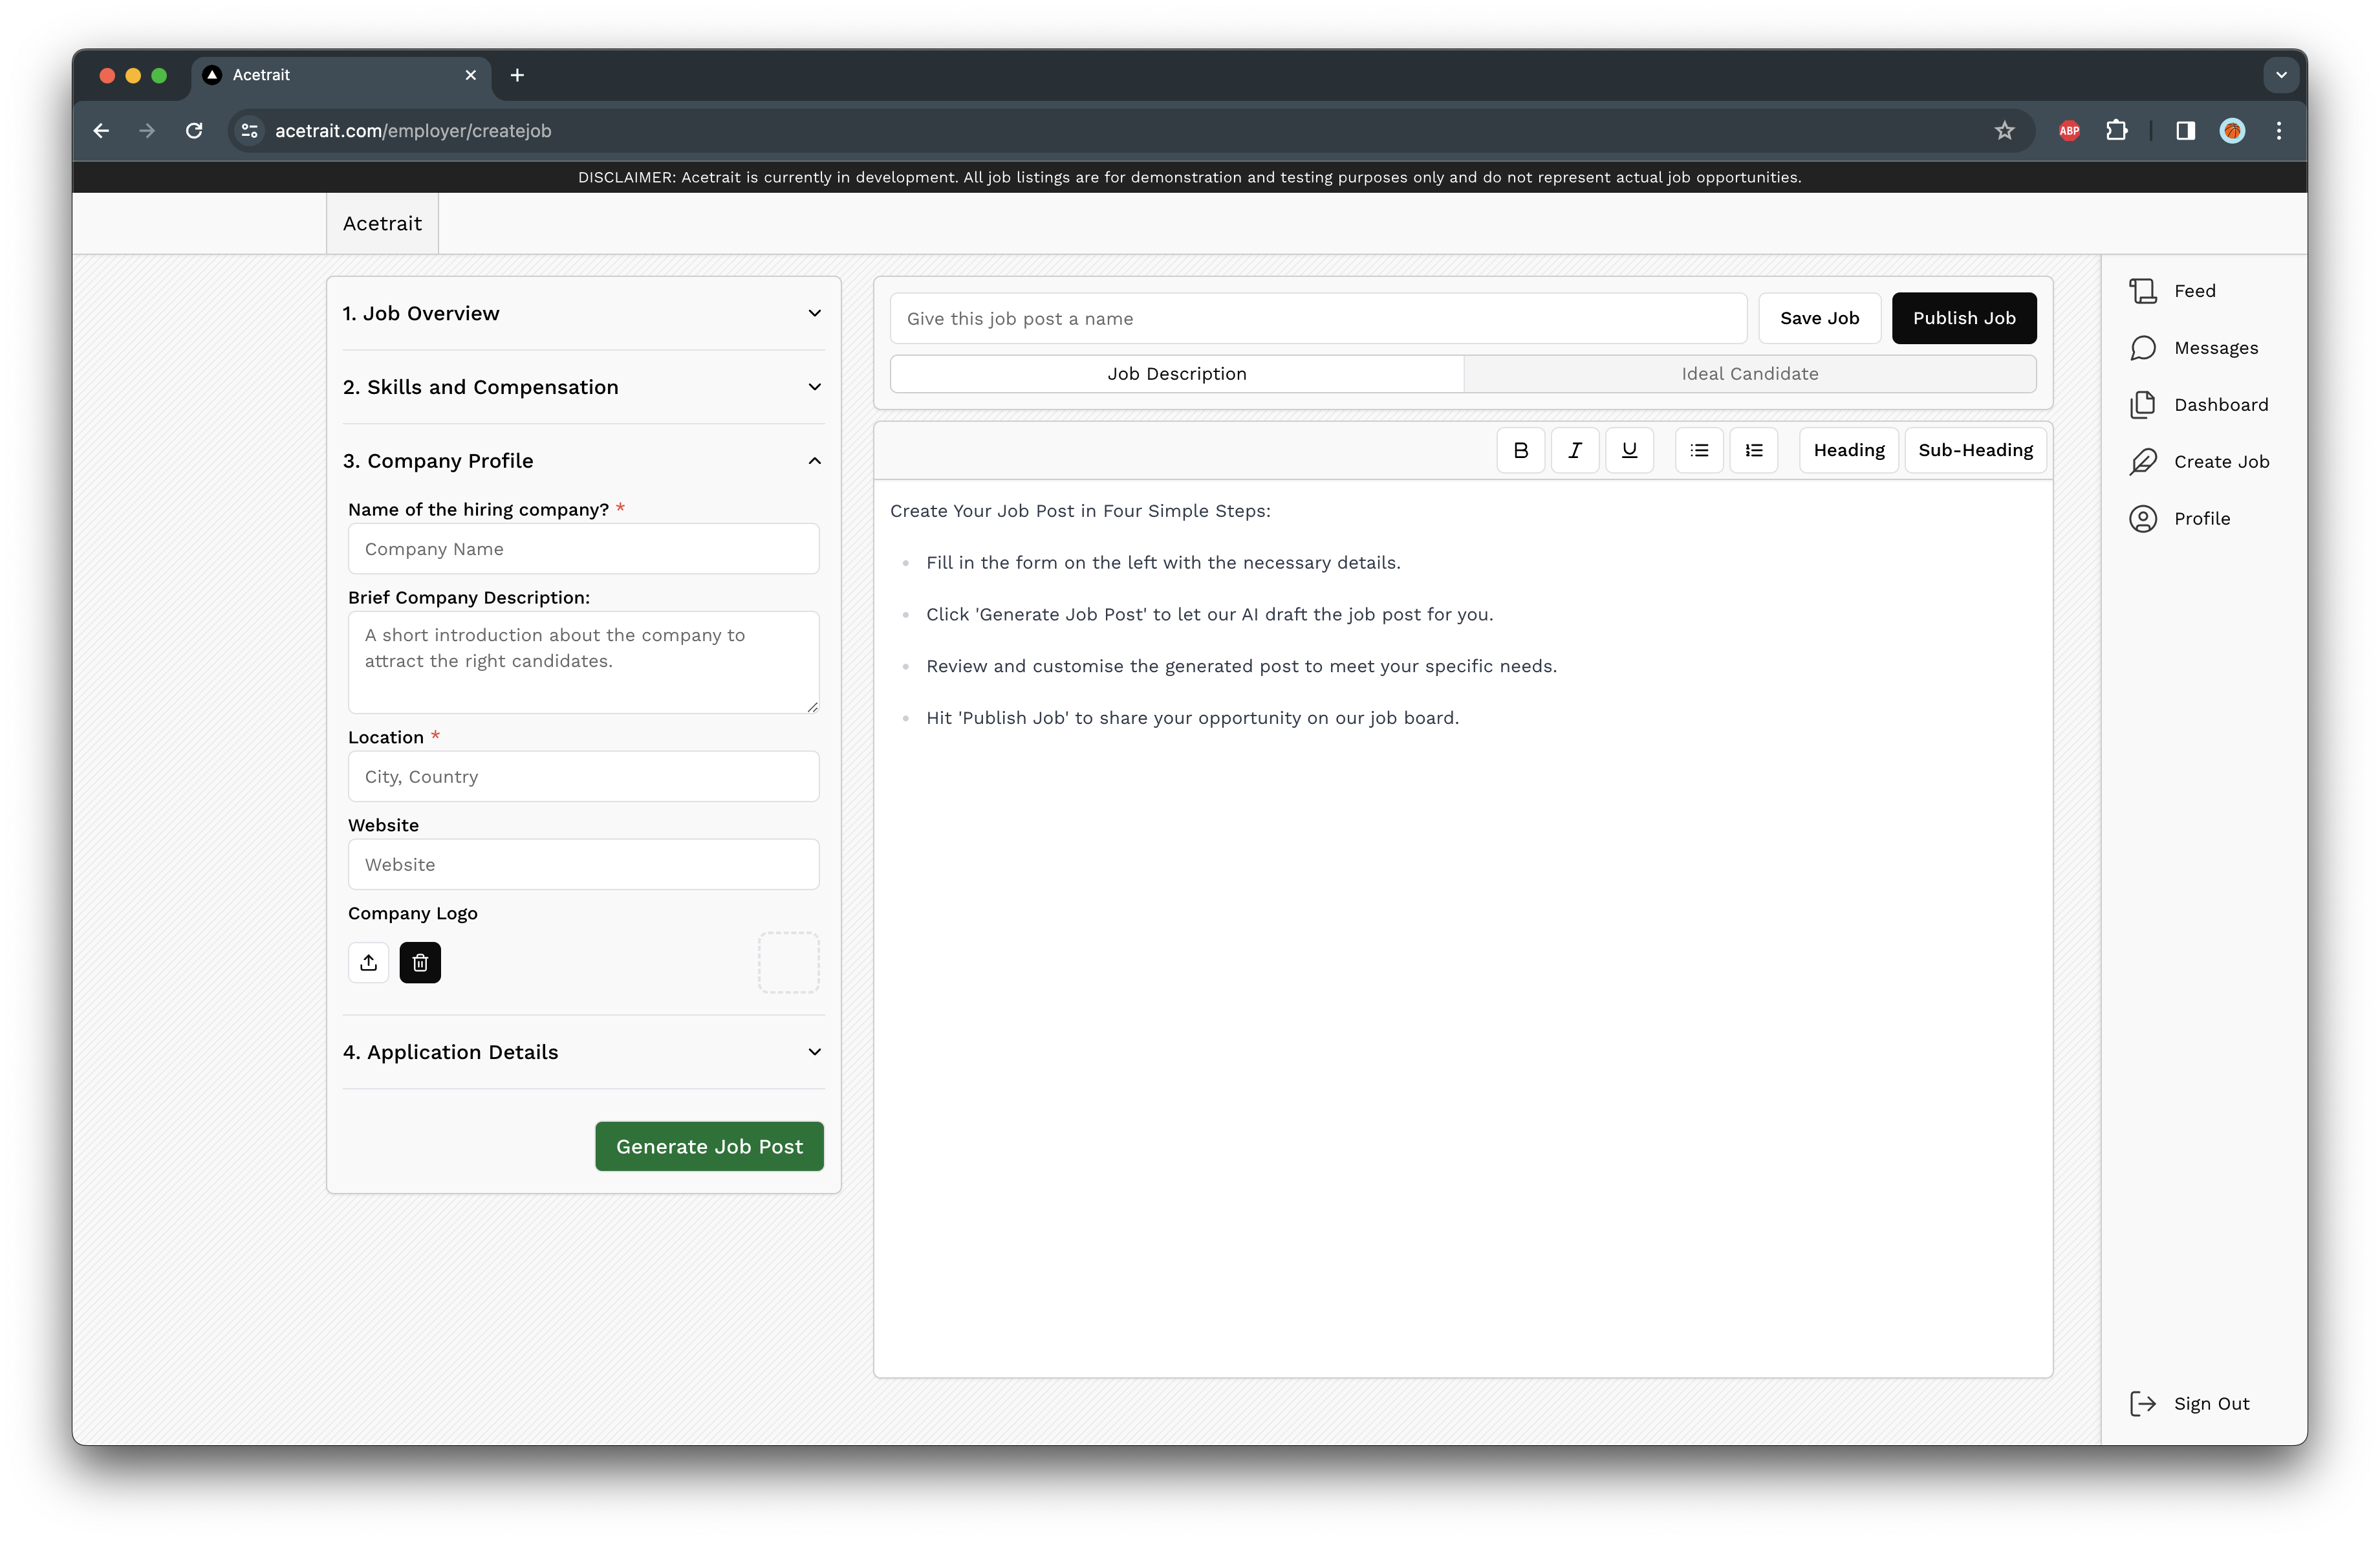 Acetrait
acetrait.com/employer/createjob
ABP
DISCLAIMER: Acetrait is currently in development. All job listings are for demonstration and testing purposes only and do not represent actual job opportunities.
Acetrait
1. Job Overview
2. Skills and Compensation
3. Company Profile
Name of the hiring company? *
Company Name
Brief Company Description:
A short introduction about the company to
attract the right candidates.
Location *
City, Country
Website
Website
Company Logo
4. Application Details
Generate Job Post
Give this job post a name
Save Job
Publish Job
Job Description
Ideal Candidate
B
I
U
Heading
Sub-Heading
Create Your Job Post in Four Simple Steps:
Fill in the form on the left with the necessary details.
Click 'Generate Job Post' to let our AI draft the job post for you.
Review and customise the generated post to meet your specific needs.
Hit 'Publish Job' to share your opportunity on our job board.
Feed
Messages
Dashboard
Create Job
Profile
Sign Out